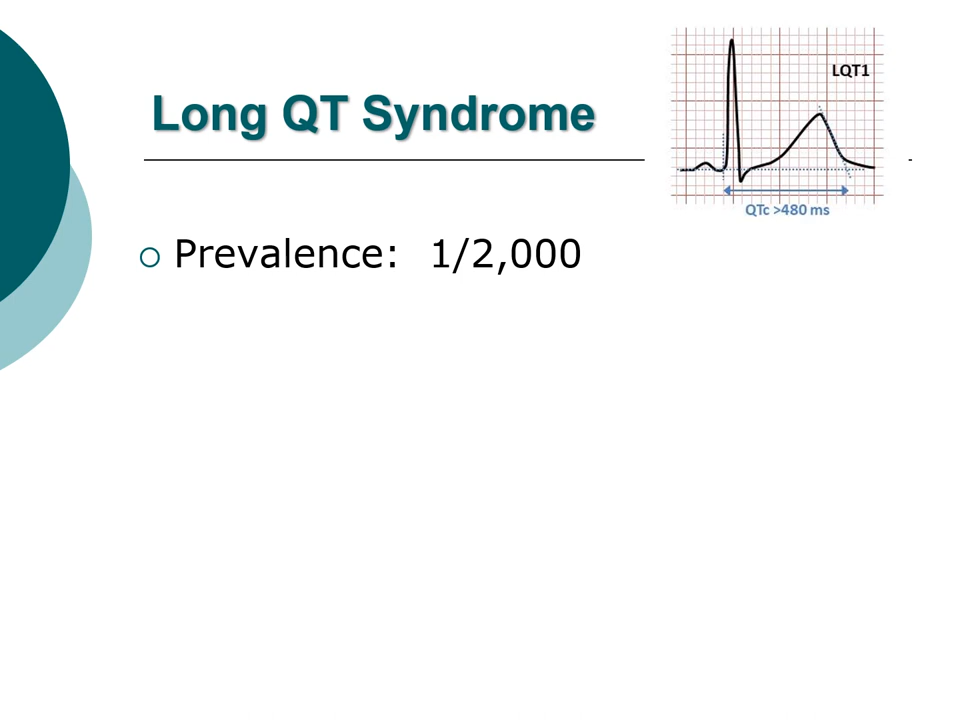 Long QT Syndrome
LQT1
QTc >480 ms
Prevalence: 1/2,000